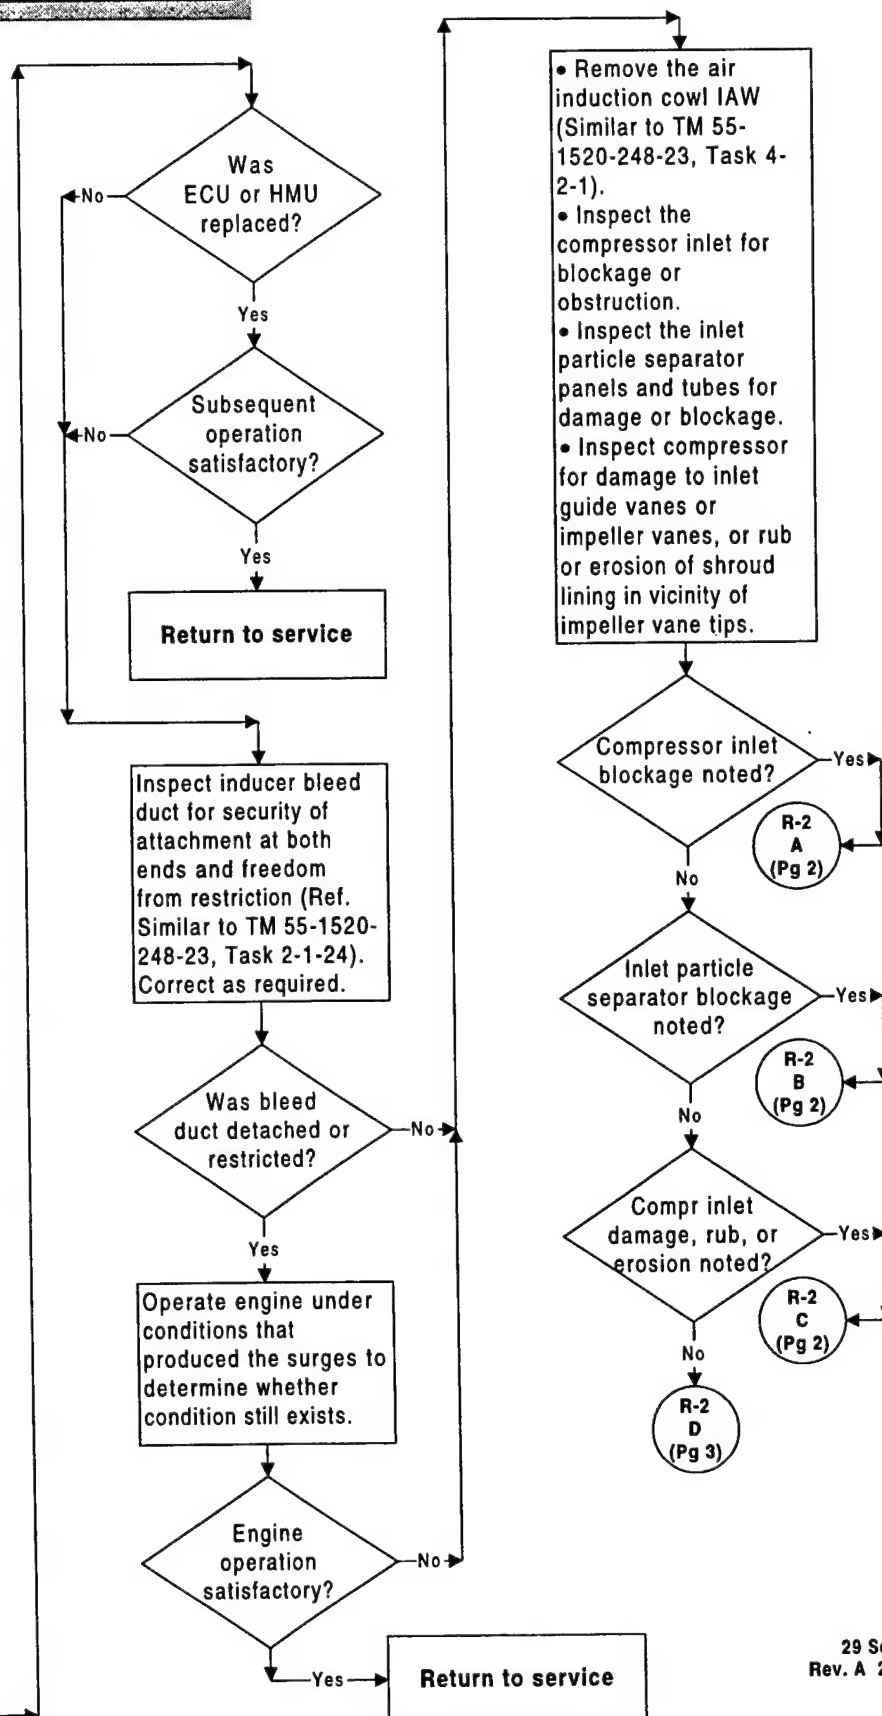 Was
ECU or HMU
replaced?
No
Yes
Subsequent
operation
satisfactory?
No
Yes
Return to service
Inspect inducer bleed
duct for security of
attachment at both
ends and freedom
from restriction (Ref.
Similar to TM 55-1520-
248-23, Task 2-1-24).
Correct as required.
Was bleed
duct detached or
restricted?
No
Yes
Operate engine under
conditions that
produced the surges to
determine whether
condition still exists.
Engine
operation
satisfactory?
No
Yes
Return to service
• Remove the air
induction cowl IAW
(Similar to TM 55-
1520-248-23, Task 4-
2-1).
• Inspect the
compressor inlet for
blockage or
obstruction.
• Inspect the inlet
particle separator
panels and tubes for
damage or blockage.
• Inspect compressor
for damage to inlet
guide vanes or
impeller vanes, or rub
or erosion of shroud
lining in vicinity of
impeller vane tips.
Compressor inlet
blockage noted?
Yes
R-2
A
(Pg 2)
No
Inlet particle
separator blockage
noted?
Yes
R-2
B
(Pg 2)
No
Compr inlet
damage, rub, or
erosion noted?
Yes
R-2
C
(Pg 2)
No
R-2
D
(Pg 3)
29
Rev. A 2